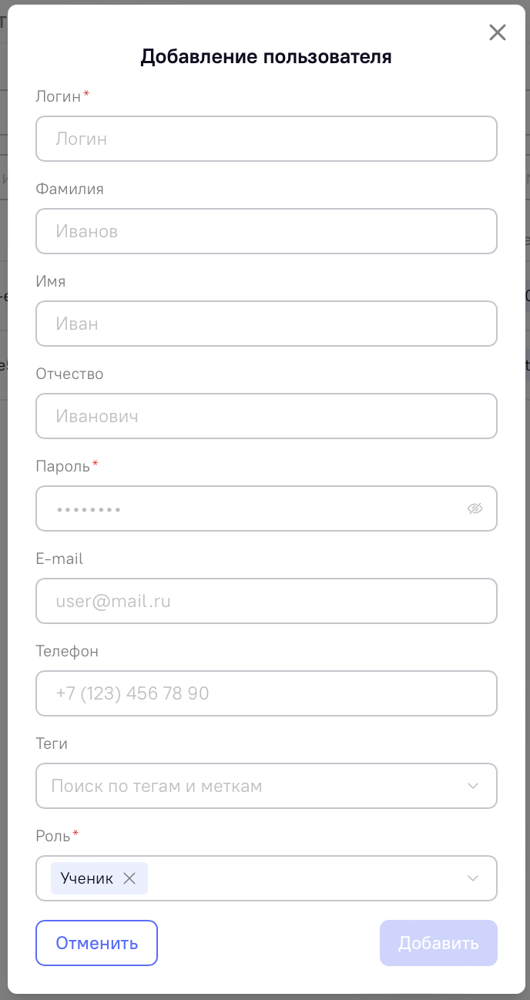 Добавление пользователя
Логин*
Логин
Фамилия
Иванов
Имя
Иван
Отчество
Иванович
Пароль*
••••••••
E-mail
user@mail.ru
Телефон
+7 (123) 456 78 90
Теги
Поиск по тегам и меткам
Роль*
Ученик
Отменить
Добавить